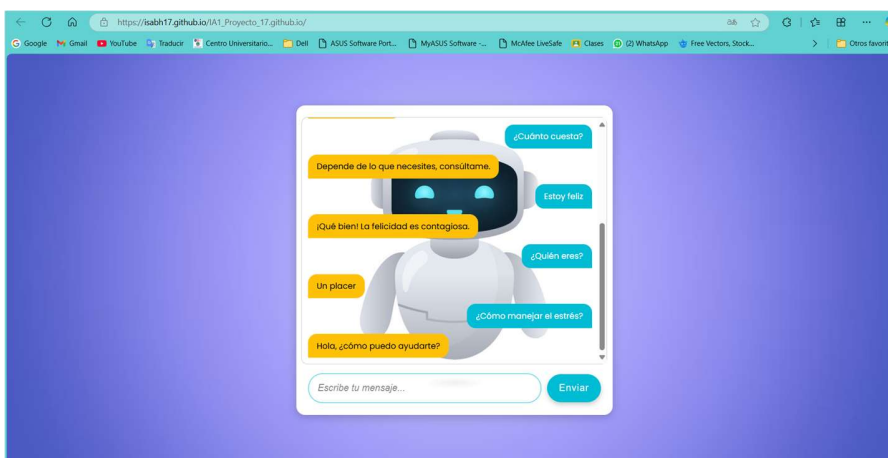 https://isabh17.github.io/IA1_Proyecto_17.github.io/
Google Gmail YouTube Traducir Centro Universitario... Dell ASUS Software Port... MyASUS Software -... McAfee LiveSafe Clases (2) WhatsApp Free Vectors, Stock... Otros favorit
¿Cuánto cuesta?
Depende de lo que necesites, consúltame.
Estoy feliz
¡Qué bien! La felicidad es contagiosa.
¿Quién eres?
Un placer
¿Cómo manejar el estrés?
Hola, ¿cómo puedo ayudarte?
Escribe tu mensaje...
Enviar